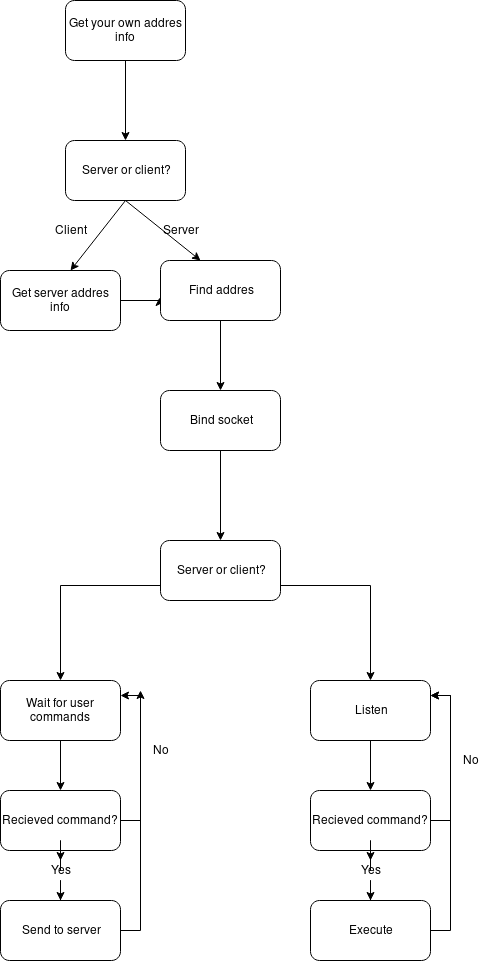 Get your own addres
info
Server or client?
Client
Server
Get server addres
info
Find addres
Bind socket
Server or client?
Wait for user
commands
Listen
No
No
Recieved command?
Recieved command?
Yes
Yes
Send to server
Execute